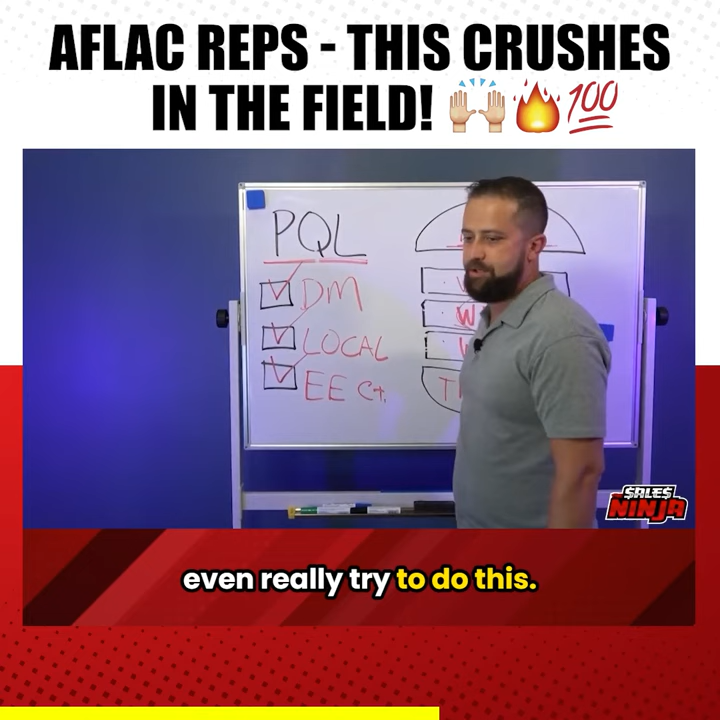 AFLAC REPS - THIS CRUSHES
IN THE FIELD! 🙌🔥💯
PQL
DM
LOCAL
EE Ct.
W
$ALE$
NINJA
even really try to do this.